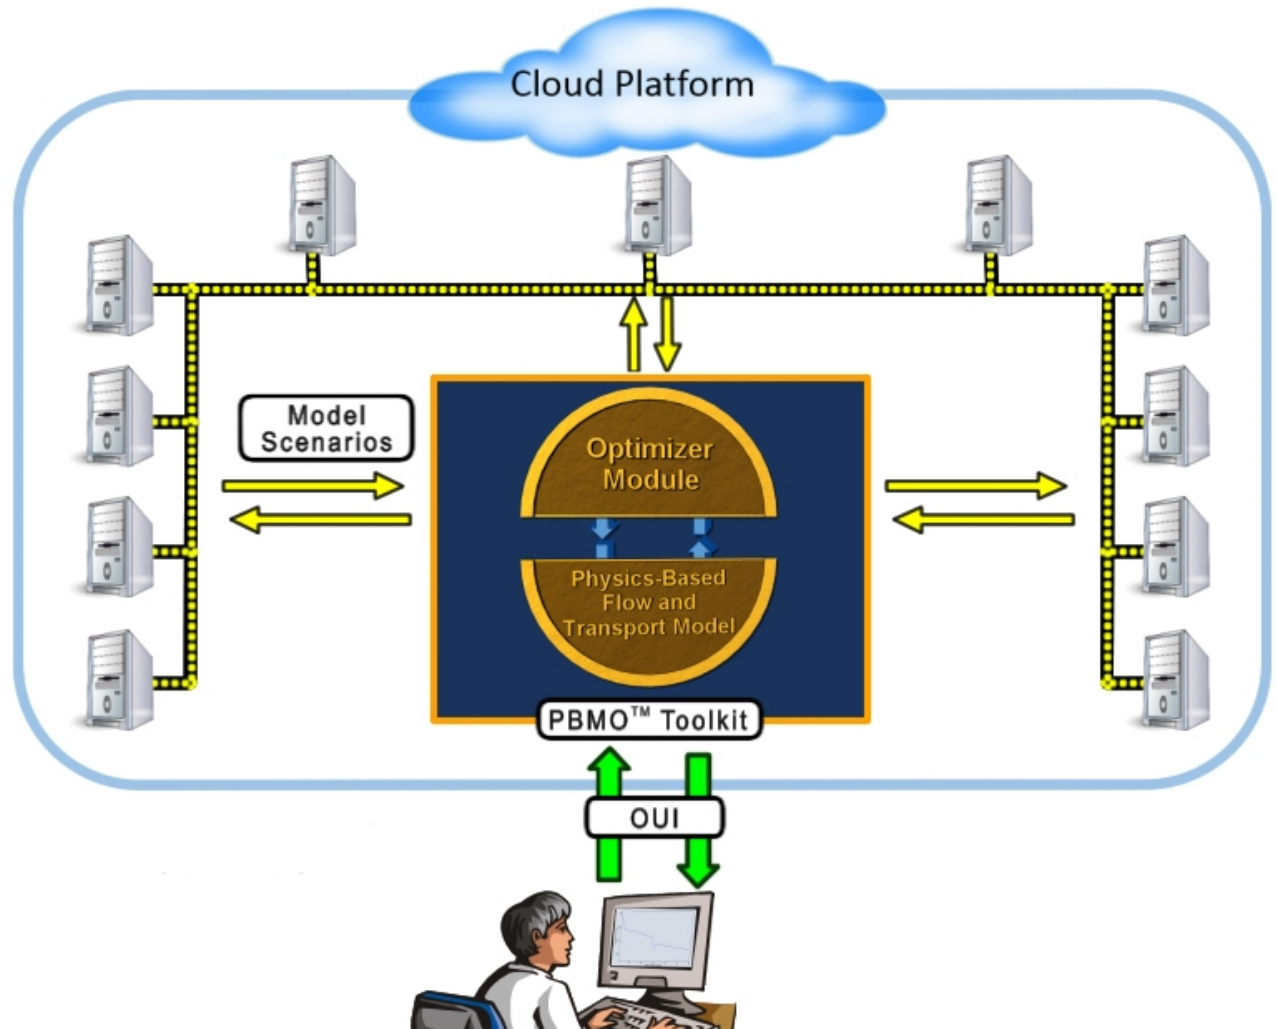 Cloud Platform
Model
Scenarios
Optimizer
Module
Physics-Based
Flow and
Transport Model
PBMO™ Toolkit
OUI